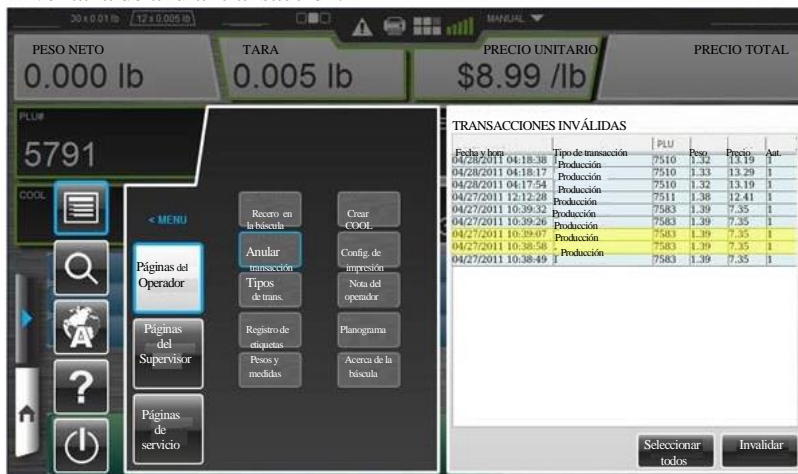 30 x 0.01 lb 12 x 0.005 lb MANUAL
PESO NETO TARA PRECIO UNITARIO PRECIO TOTAL
0.000 lb 0.005 lb $8.99 /lb
PLU#
5791
COOL
< MENU
Páginas del
Operador
Páginas
del
Supervisor
Páginas
de
servicio
Recero en
la báscula
Crear
COOL
Anular
transacción
Config. de
impresión
Tipos
de trans.
Nota del
operador
Registro de
etiquetas
Planograma
Pesos y
medidas
Acerca de la
báscula
TRANSACCIONES INVÁLIDAS
Fecha y hora Tipo de transacción PLU Peso Precio Aat.
04/28/2011 04:18:38 Producción 7510 1.32 13.19 1
04/28/2011 04:18:17 Producción 7510 1.33 13.29 1
04/28/2011 04:17:54 Producción 7510 1.32 13.19 1
04/27/2011 12:12:28 Producción 7511 1.38 12.41 1
04/27/2011 10:39:32 Producción 7583 1.39 7.35 1
04/27/2011 10:39:26 Producción 7583 1.39 7.35 1
04/27/2011 10:39:07 Producción 7583 1.39 7.35 1
04/27/2011 10:38:58 Producción 7583 1.39 7.35 1
04/27/2011 10:38:49 7583 1.39 7.35 1
Seleccionar
todos
Invalidar